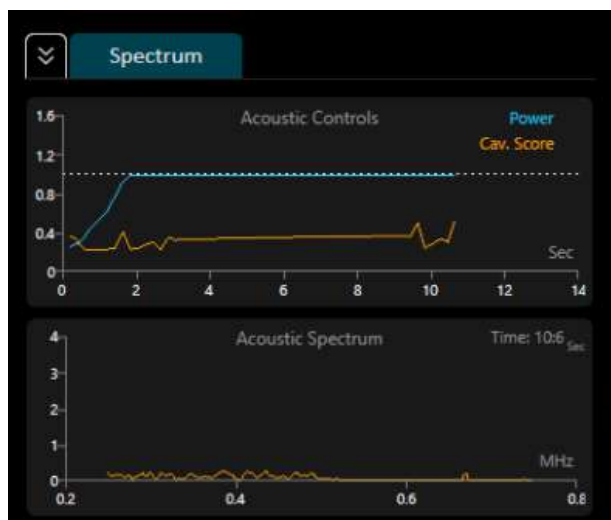 Spectrum
Acoustic Controls
Power
Cav. Score
1.6
1.2
0.8
0.4
0
Sec
0 2 4 6 8 10 12 14
Acoustic Spectrum
Time: 10:6 Sec
4
3
2
1
0
MHz
0.2 0.4 0.6 0.8